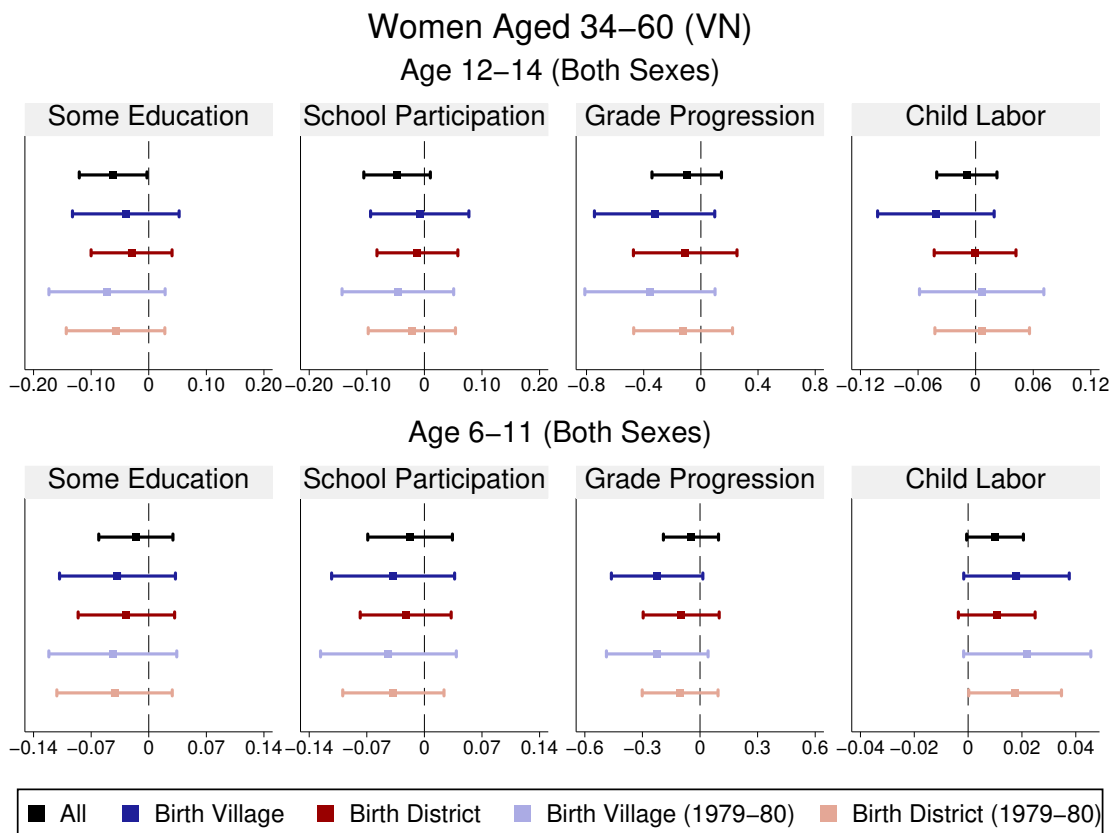 Women Aged 34−60 (VN)
Age 12−14 (Both Sexes)
Some Education School Participation Grade Progression Child Labor
−0.20 −0.10 0 0.10 0.20 −0.20 −0.10 0 0.10 0.20 −0.8 −0.4 0 0.4 0.8 −0.12 −0.06 0 0.06 0.12
Age 6−11 (Both Sexes)
Some Education School Participation Grade Progression Child Labor
−0.14 −0.07 0 0.07 0.14 −0.14 −0.07 0 0.07 0.14 −0.6 −0.3 0 0.3 0.6 −0.04 −0.02 0 0.02 0.04
All Birth Village Birth District Birth Village (1979−80) Birth District (1979−80)